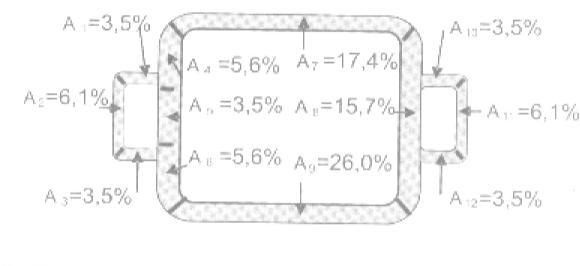 A₁=3,5%
A₁₃=3,5%
A₄=5,6%
A₇=17,4%
A₂=6,1%
A₅=3,5%
A₈=15,7%
A₁₁=6,1%
A₆=5,6%
A₉=26,0%
A₃=3,5%
A₁₂=3,5%